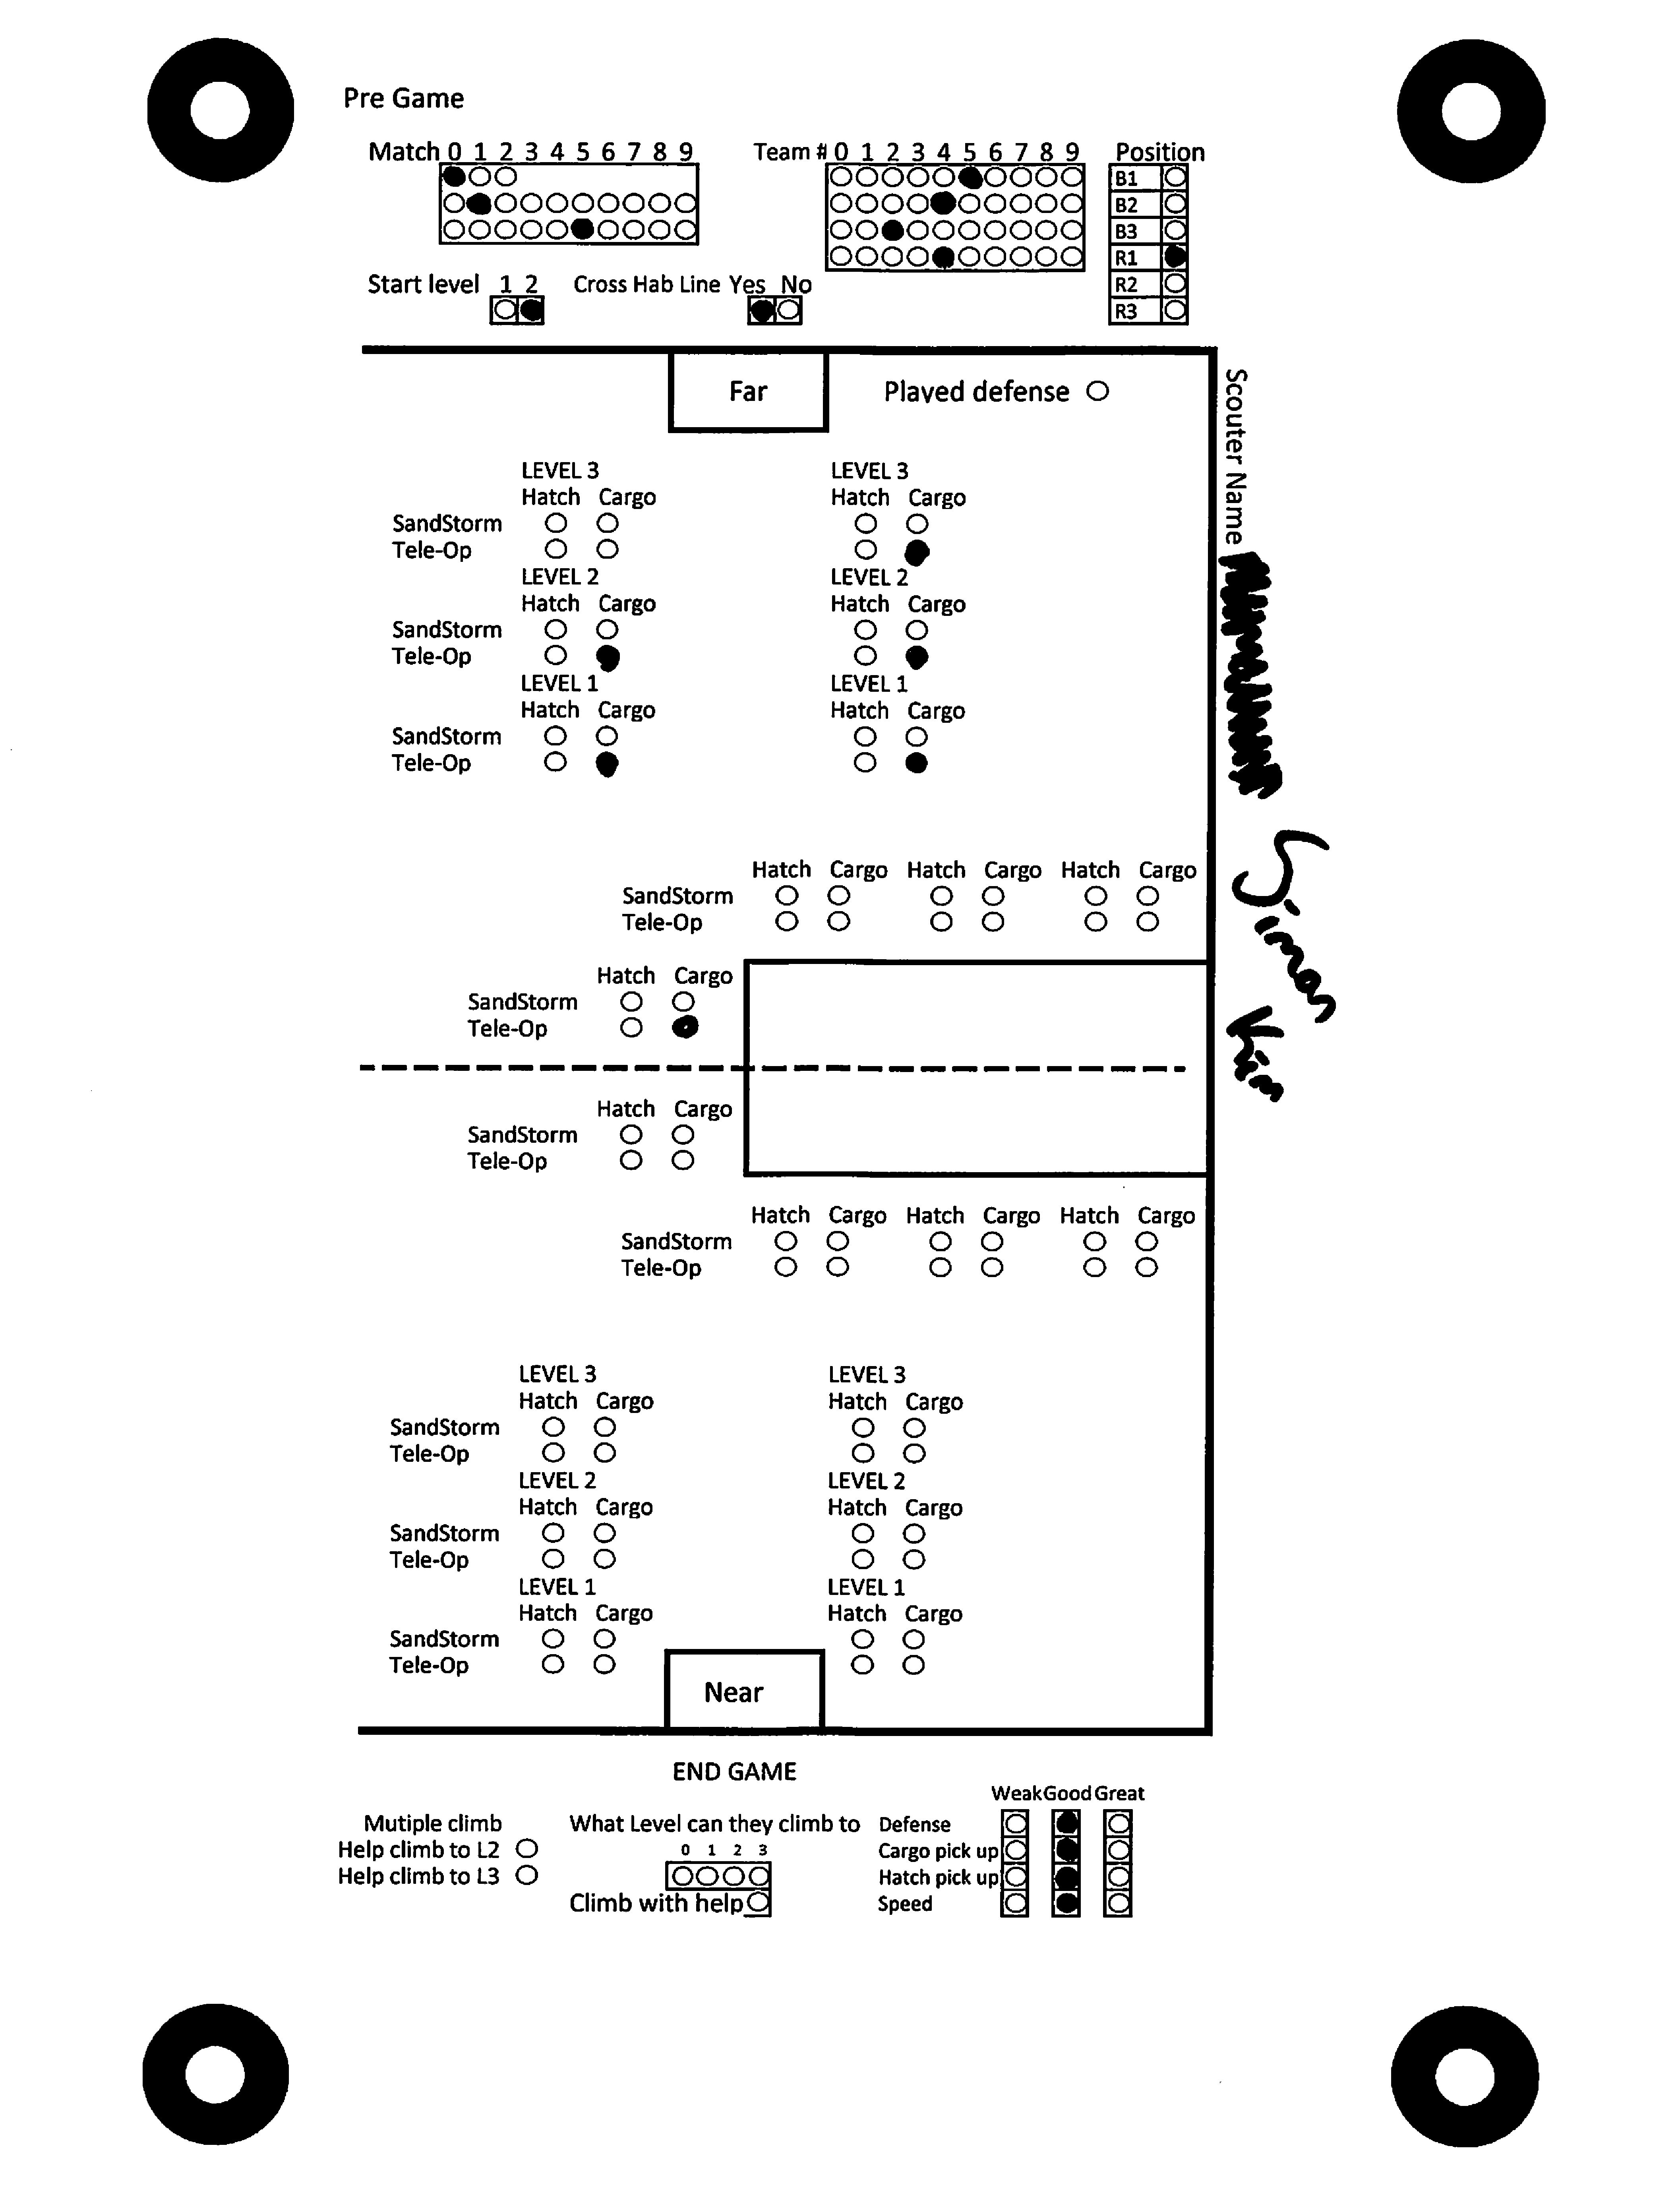 Pre Game
Match 0 1 2 3 4 5 6 7 8 9
Team # 0 1 2 3 4 5 6 7 8 9
Position
B1
B2
B3
R1
R2
R3
Start level 1 2
Cross Hab Line Yes No
Far
Played defense
Scouter Name
Simon Kim
LEVEL 3 LEVEL 3
Hatch Cargo Hatch Cargo
SandStorm
Tele-Op
LEVEL 2 LEVEL 2
Hatch Cargo Hatch Cargo
SandStorm
Tele-Op
LEVEL 1 LEVEL 1
Hatch Cargo Hatch Cargo
SandStorm
Tele-Op
Hatch Cargo Hatch Cargo Hatch Cargo
SandStorm
Tele-Op
Hatch Cargo
SandStorm
Tele-Op
Hatch Cargo
SandStorm
Tele-Op
Hatch Cargo Hatch Cargo Hatch Cargo
SandStorm
Tele-Op
LEVEL 3 LEVEL 3
Hatch Cargo Hatch Cargo
SandStorm
Tele-Op
LEVEL 2 LEVEL 2
Hatch Cargo Hatch Cargo
SandStorm
Tele-Op
LEVEL 1 LEVEL 1
Hatch Cargo Hatch Cargo
SandStorm
Tele-Op
Near
END GAME
Mutiple climb
Help climb to L2
Help climb to L3
What Level can they climb to
0 1 2 3
Climb with help
Weak Good Great
Defense
Cargo pick up
Hatch pick up
Speed